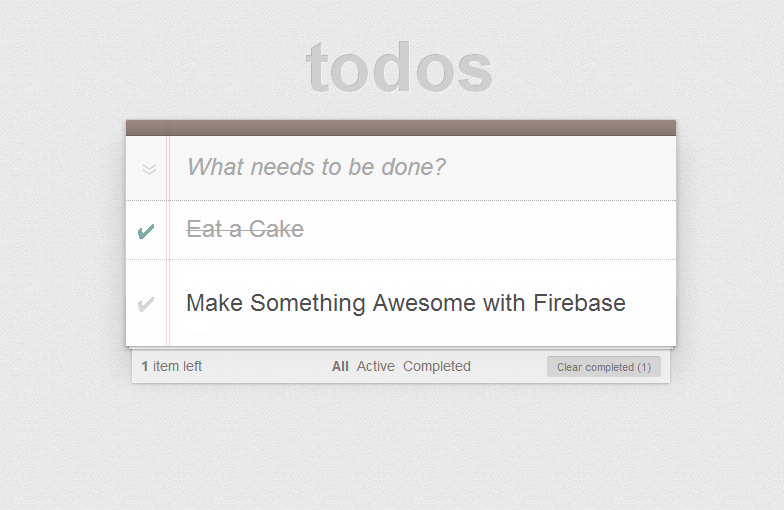 todos
What needs to be done?
Eat a Cake
Make Something Awesome with Firebase
1 item left All Active Completed Clear completed (1)